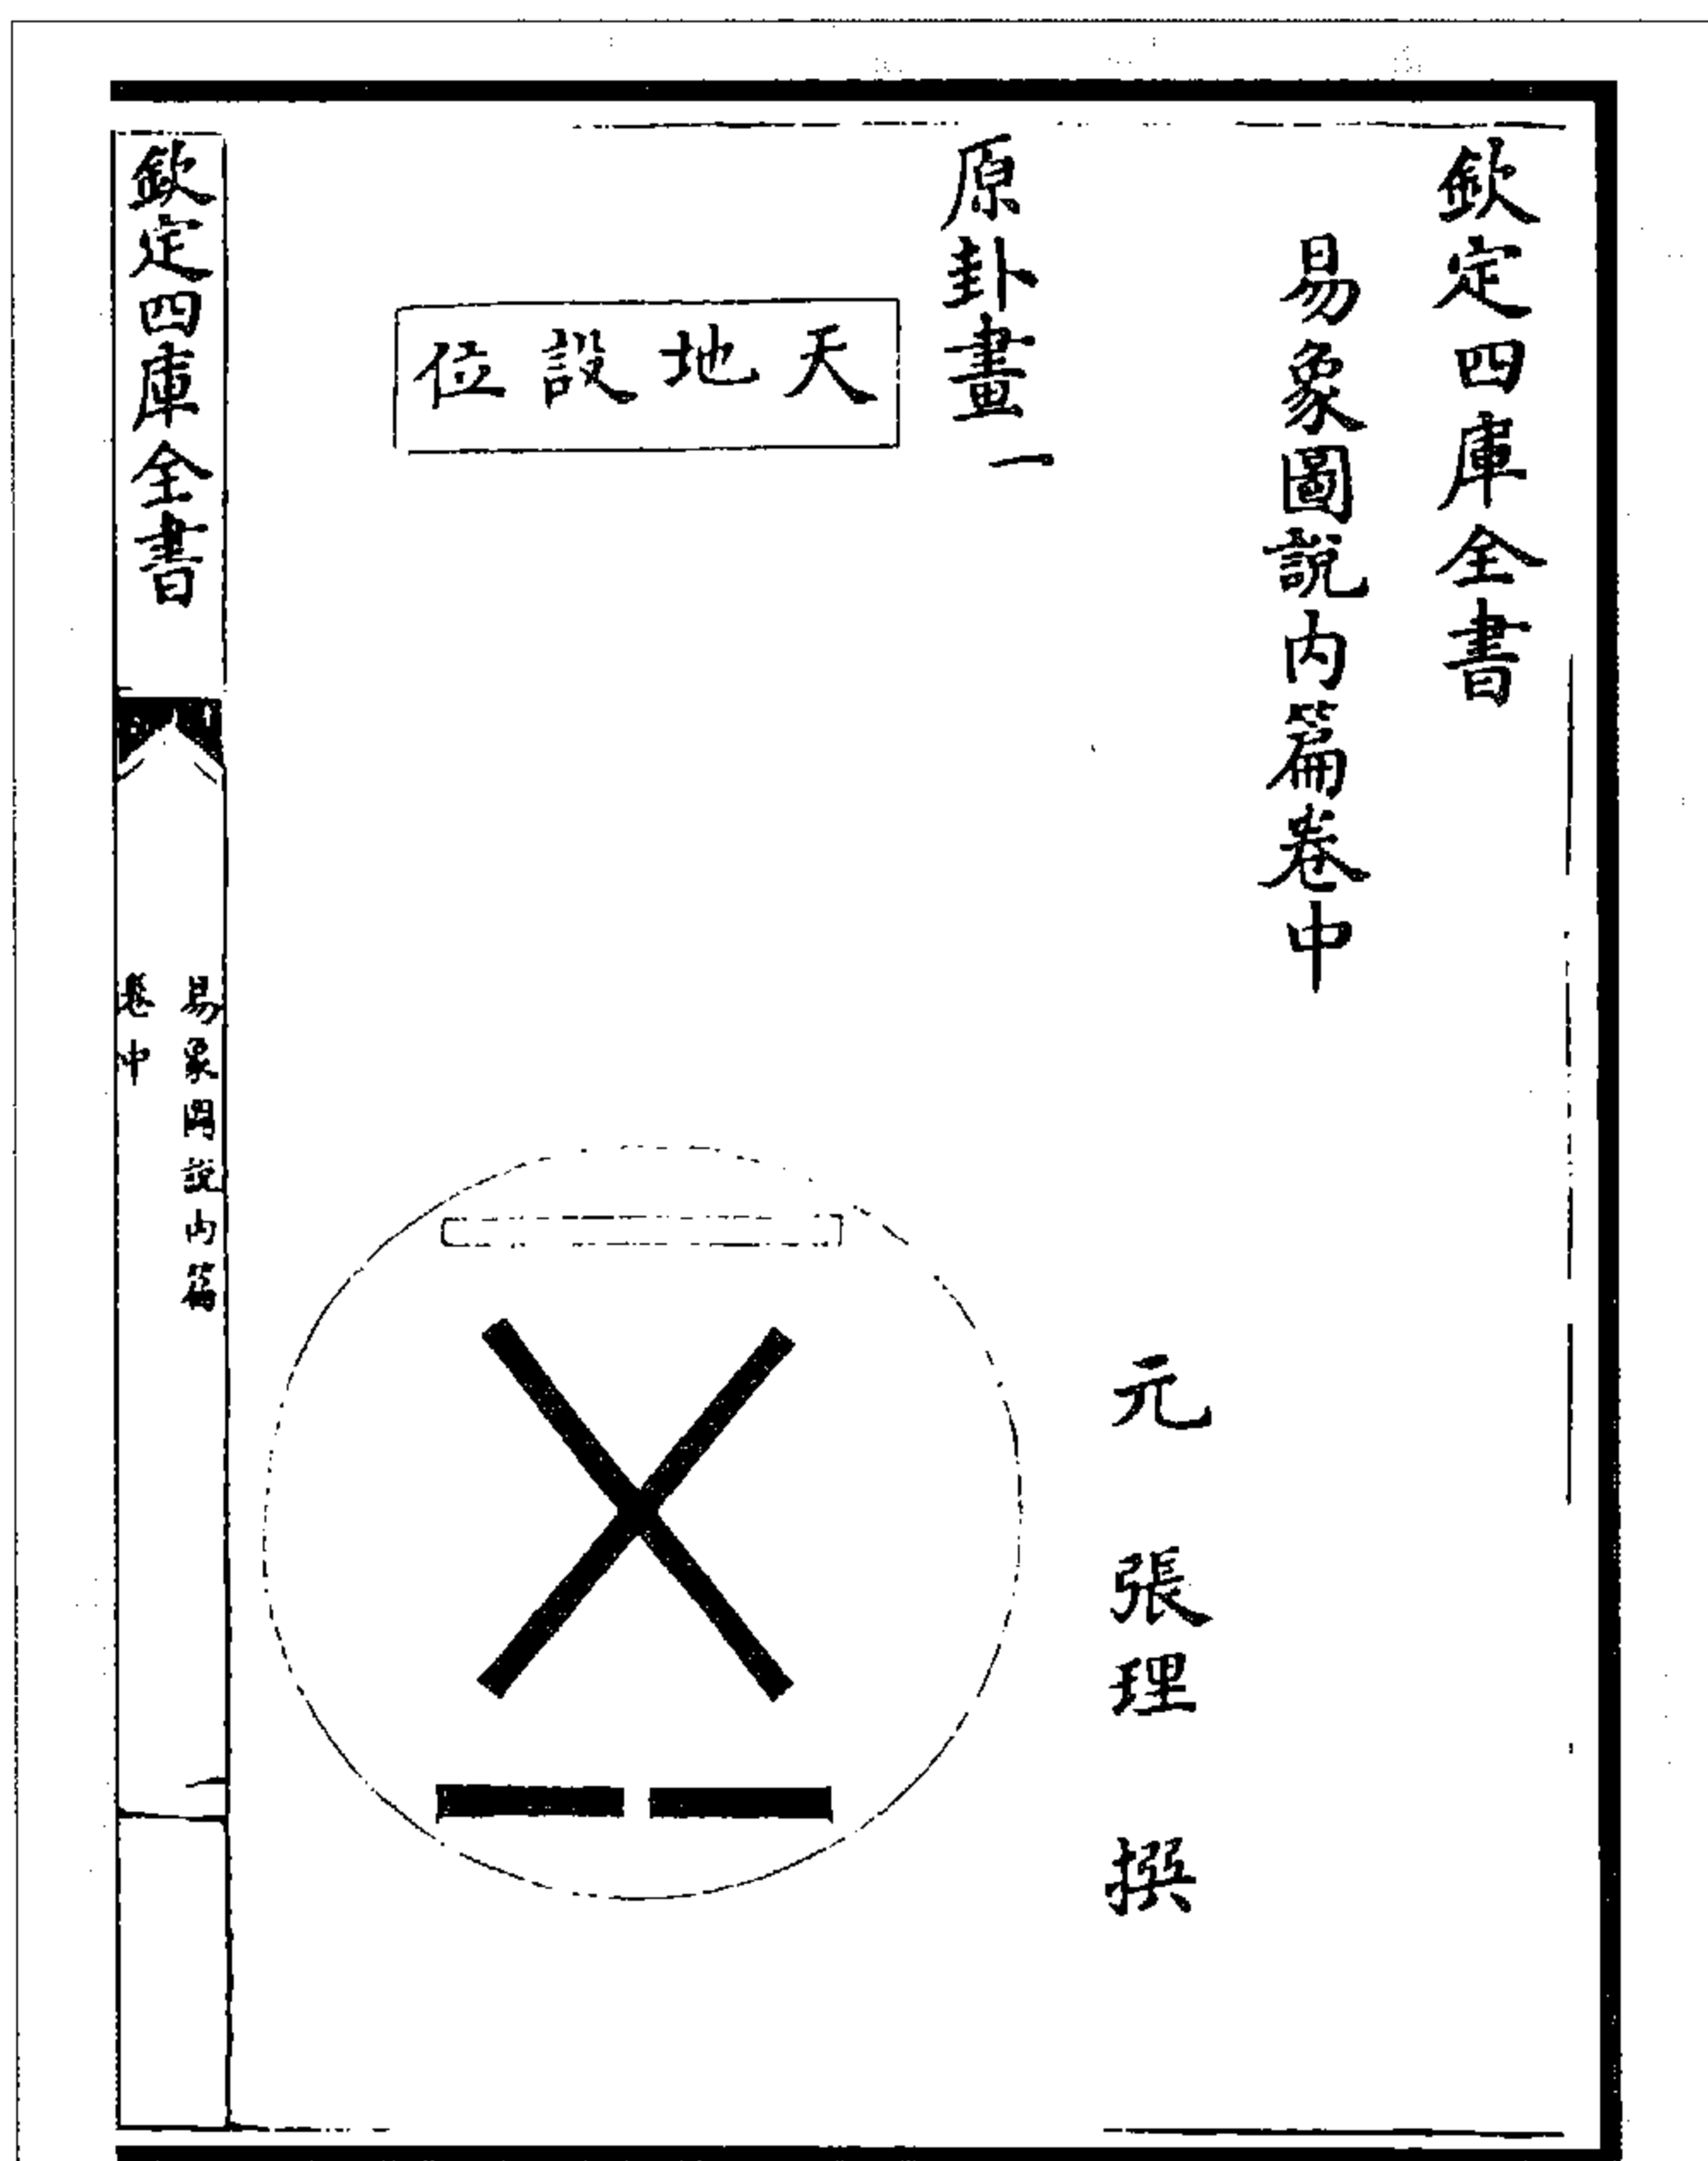 欽定四庫全書
易象圖說內篇卷中
元 張理 撰
原卦畫一
天地設位
欽定四庫全書
易象圖說內篇
卷中
一